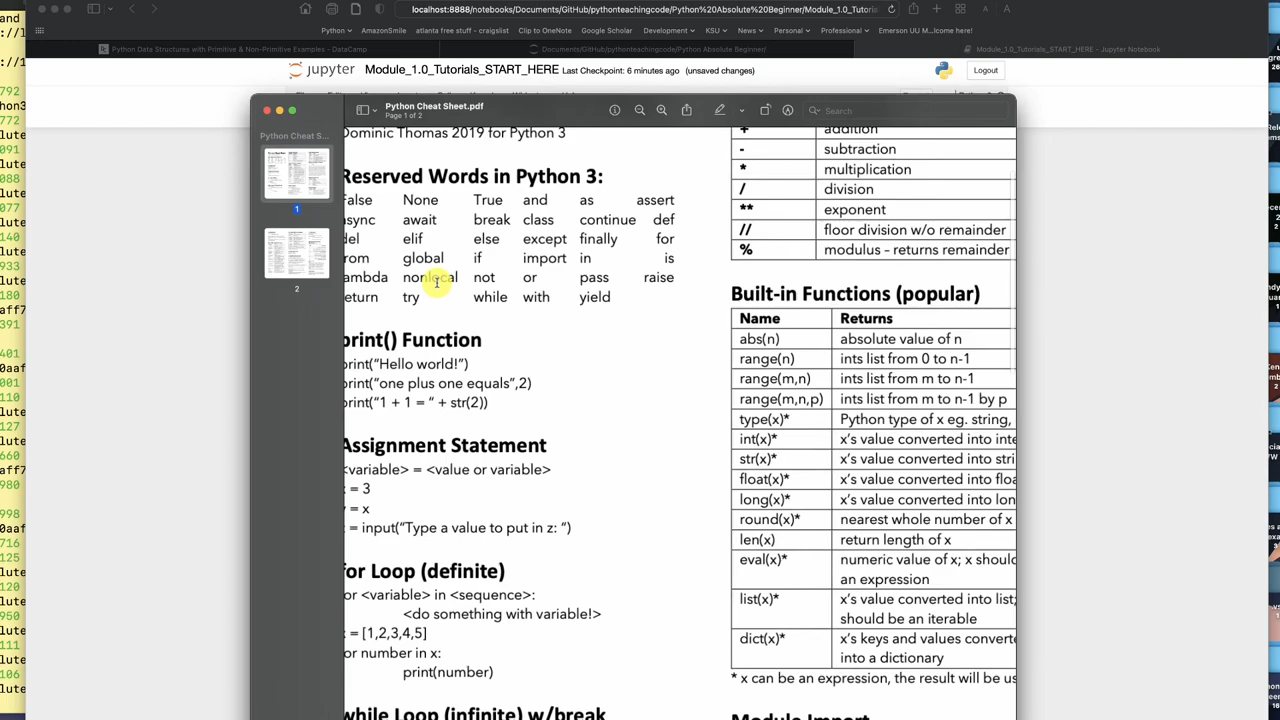 localhost:8888/notebooks/Documents/GitHub/pythonteachingcode/Python%20Absolute%20Beginner/Module_1.0_Tutorials
Python AmazonSmile atlanta free stuff - craigslist Clip to OneNote Google Scholar Development KSU News Personal Professional Emerson UU M...lcome here!
Python Data Structures with Primitive & Non-Primitive Examples - DataCamp
Documents/GitHub/pythonteachingcode/Python Absolute Beginner/
Module_1.0_Tutorials_START_HERE - Jupyter Notebook
jupyter Module_1.0_Tutorials_START_HERE Last Checkpoint: 6 minutes ago (unsaved changes)
Logout
Python Cheat Sheet.pdf
Page 1 of 2
Search
Python Cheat S...
1
2
Dominic Thomas 2019 for Python 3
Reserved Words in Python 3:
False None True and as assert
async await break class continue def
del elif else except finally for
from global if import in is
lambda nonlocal not or pass raise
return try while with yield
print() Function
print(“Hello world!”)
print(“one plus one equals”,2)
print(“1 + 1 = “ + str(2))
Assignment Statement
<variable> = <value or variable>
= 3
= x
= input(“Type a value to put in z: “)
for Loop (definite)
for <variable> in <sequence>:
<do something with variable!>
= [1,2,3,4,5]
for number in x:
print(number)
while Loop (infinite) w/break
+ addition
- subtraction
* multiplication
/ division
** exponent
// floor division w/o remainder
% modulus – returns remainder
Built-in Functions (popular)
Name Returns
abs(n) absolute value of n
range(n) ints list from 0 to n-1
range(m,n) ints list from m to n-1
range(m,n,p) ints list from m to n-1 by p
type(x)* Python type of x eg. string,
int(x)* x’s value converted into inte
str(x)* x’s value converted into stri
float(x)* x’s value converted into floa
long(x)* x’s value converted into lon
round(x)* nearest whole number of x
len(x) return length of x
eval(x)* numeric value of x; x shoul
an expression
list(x)* x’s value converted into list;
should be an iterable
dict(x)* x’s keys and values converte
into a dictionary
* x can be an expression, the result will be us
Module Import